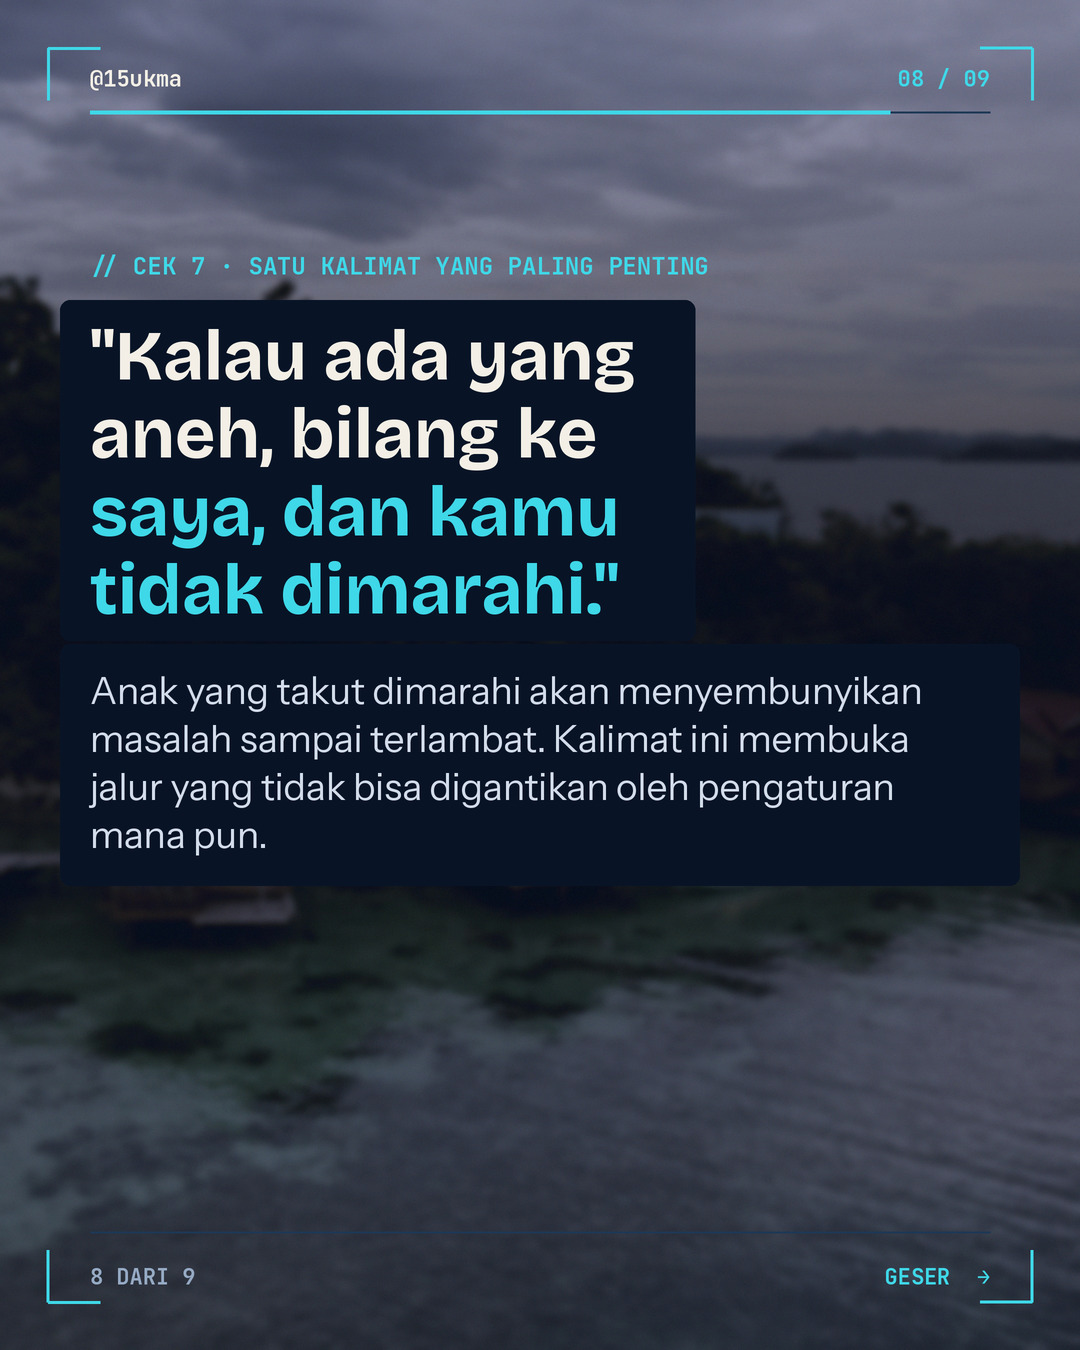 @15ukma
08 / 09
// CEK 7 · SATU KALIMAT YANG PALING PENTING
"Kalau ada yang
aneh, bilang ke
saya, dan kamu
tidak dimarahi."
Anak yang takut dimarahi akan menyembunyikan
masalah sampai terlambat. Kalimat ini membuka
jalur yang tidak bisa digantikan oleh pengaturan
mana pun.
8 DARI 9
GESER →